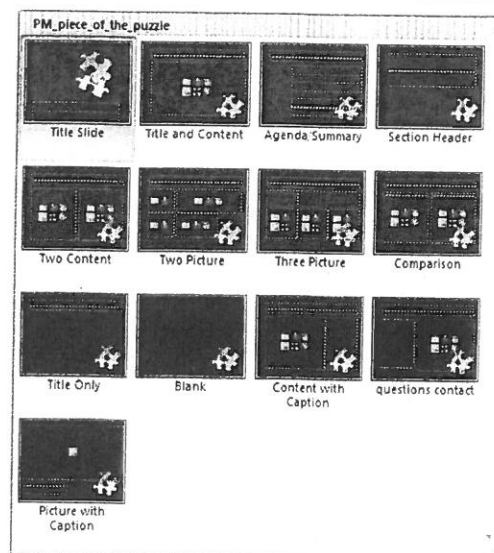 PM_piece_of_the_puzzle
Title Slide
Title and Content
Agenda/Summary
Section Header
Two Content
Two Picture
Three Picture
Comparison
Title Only
Blank
Content with
Caption
questions contact
Picture with
Caption